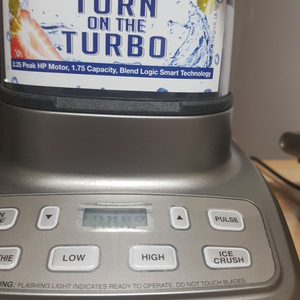 TURN
ON THE
TURBO
2.25 Peak HP Motor, 1.75 Capacity, Blend Logic Smart Technology
PULSE
LOW
HIGH
ICE
CRUSH
FLASHING LIGHT INDICATES READY TO OPERATE. DO NOT TOUCH BLADES.